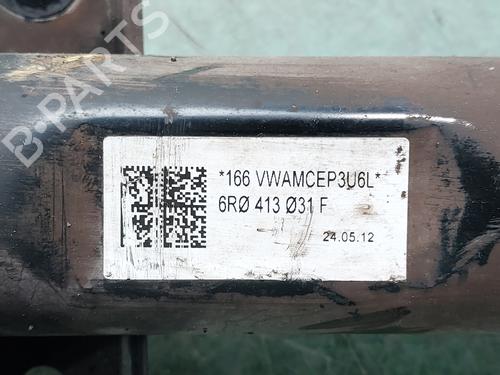 B-PARTS
*166 VWAMCEP3U6L*
6RØ 413 Ø31 F
24.05.12